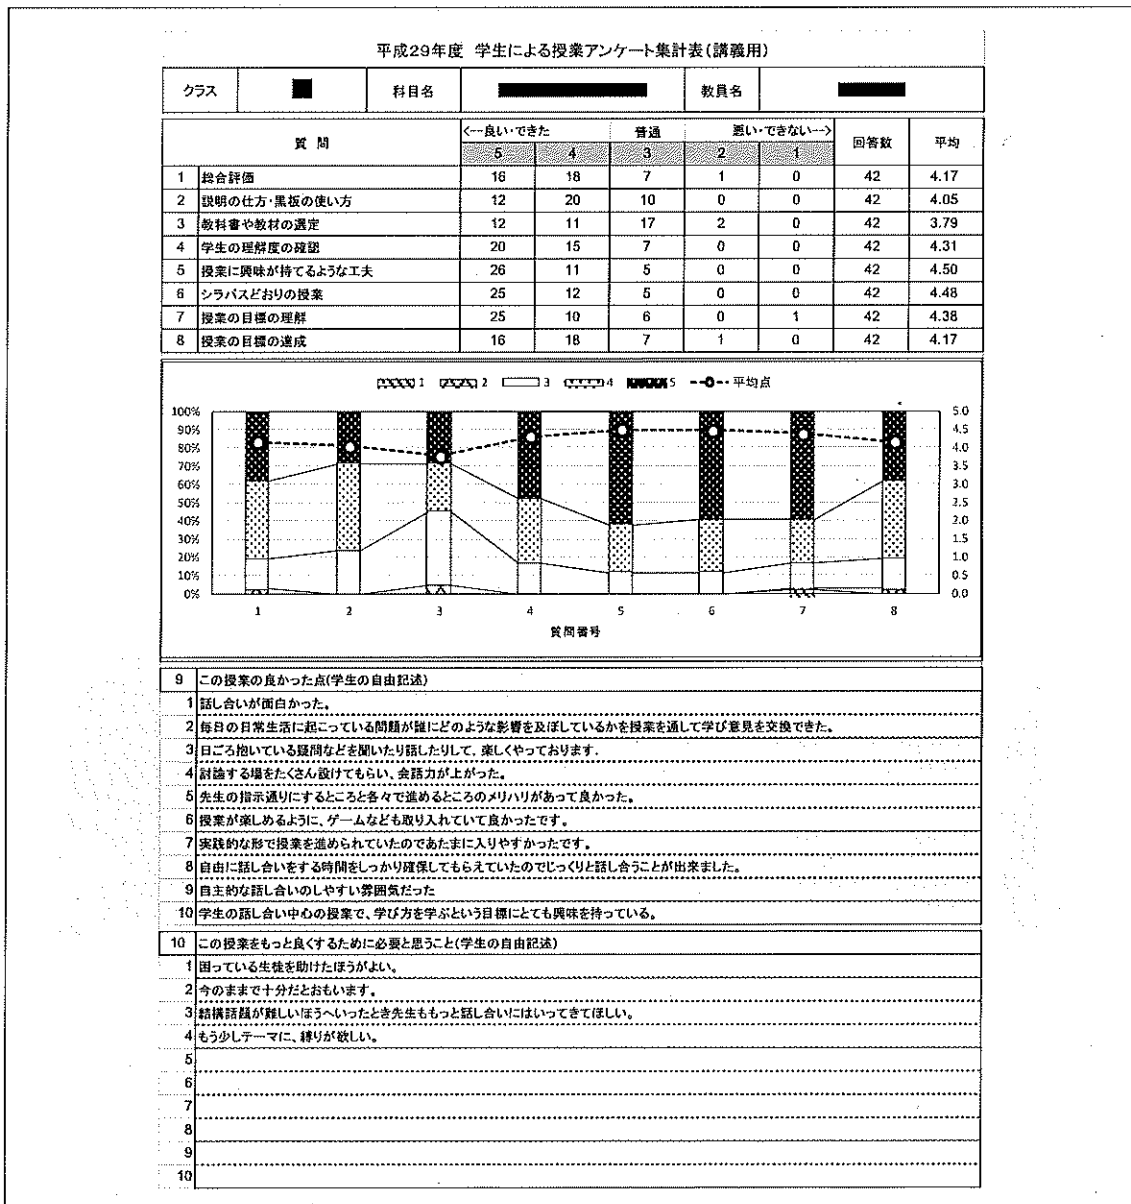 平成29年度 学生による授業アンケート集計表(講義用)
クラス 科目名 教員名
質 問 <--良い・できた 普通 悪い・できない--> 回答数 平均
5 4 3 2 1
1 総合評価 16 18 7 1 0 42 4.17
2 説明の仕方・黒板の使い方 12 20 10 0 0 42 4.05
3 教科書や教材の選定 12 11 17 2 0 42 3.79
4 学生の理解度の確認 20 15 7 0 0 42 4.31
5 授業に興味が持てるような工夫 26 11 5 0 0 42 4.50
6 シラバスどおりの授業 25 12 5 0 0 42 4.48
7 授業の目標の理解 25 10 6 0 1 42 4.38
8 授業の目標の達成 16 18 7 1 0 42 4.17
1 2 3 4 5 平均点
100% 5.0
90% 4.5
80% 4.0
70% 3.5
60% 3.0
50% 2.5
40% 2.0
30% 1.5
20% 1.0
10% 0.5
0% 0.0
1 2 3 4 5 6 7 8
質問番号
9 この授業の良かった点(学生の自由記述)
1 話し合いが面白かった。
2 毎日の日常生活に起こっている問題が誰にどのような影響を及ぼしているかを授業を通して学び意見を交換できた。
3 日ごろ抱いている疑問などを聞いたり話したりして、楽しくやっております.
4 討論する場をたくさん設けてもらい、会話力が上がった。
5 先生の指示通りにするところと各々で進めるところのメリハリがあって良かった。
6 授業が楽しめるように、ゲームなども取り入れていて良かったです。
7 実践的な形で授業を進められていたのであたまに入りやすかったです。
8 自由に話し合いをする時間をしっかり確保してもらえていたのでじっくりと話し合うことが出来ました。
9 自主的な話し合いのしやすい雰囲気だった
10 学生の話し合い中心の授業で、学び方を学ぶという目標にとても興味を持っている。
10 この授業をもっと良くするために必要と思うこと(学生の自由記述)
1 困っている生徒を助けたほうがよい。
2 今のままで十分だとおもいます。
3 結構話題が難しいほうへいったとき先生ももっと話し合いにはいってきてほしい。
4 もう少しテーマに、縛りが欲しい。
5
6
7
8
9
10